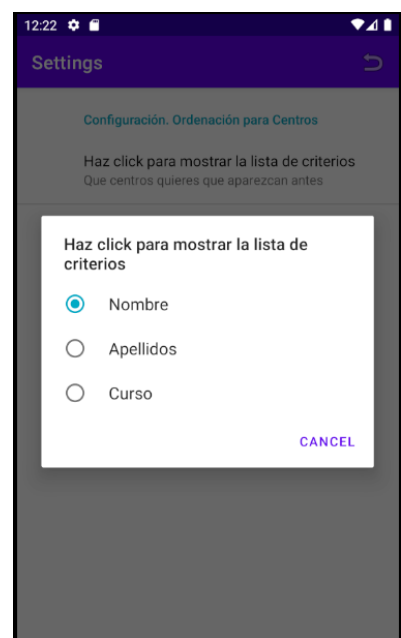 12:22
Settings
Configuración. Ordenación para Centros
Haz click para mostrar la lista de criterios
Que centros quieres que aparezcan antes
Haz click para mostrar la lista de
criterios
Nombre
Apellidos
Curso
CANCEL